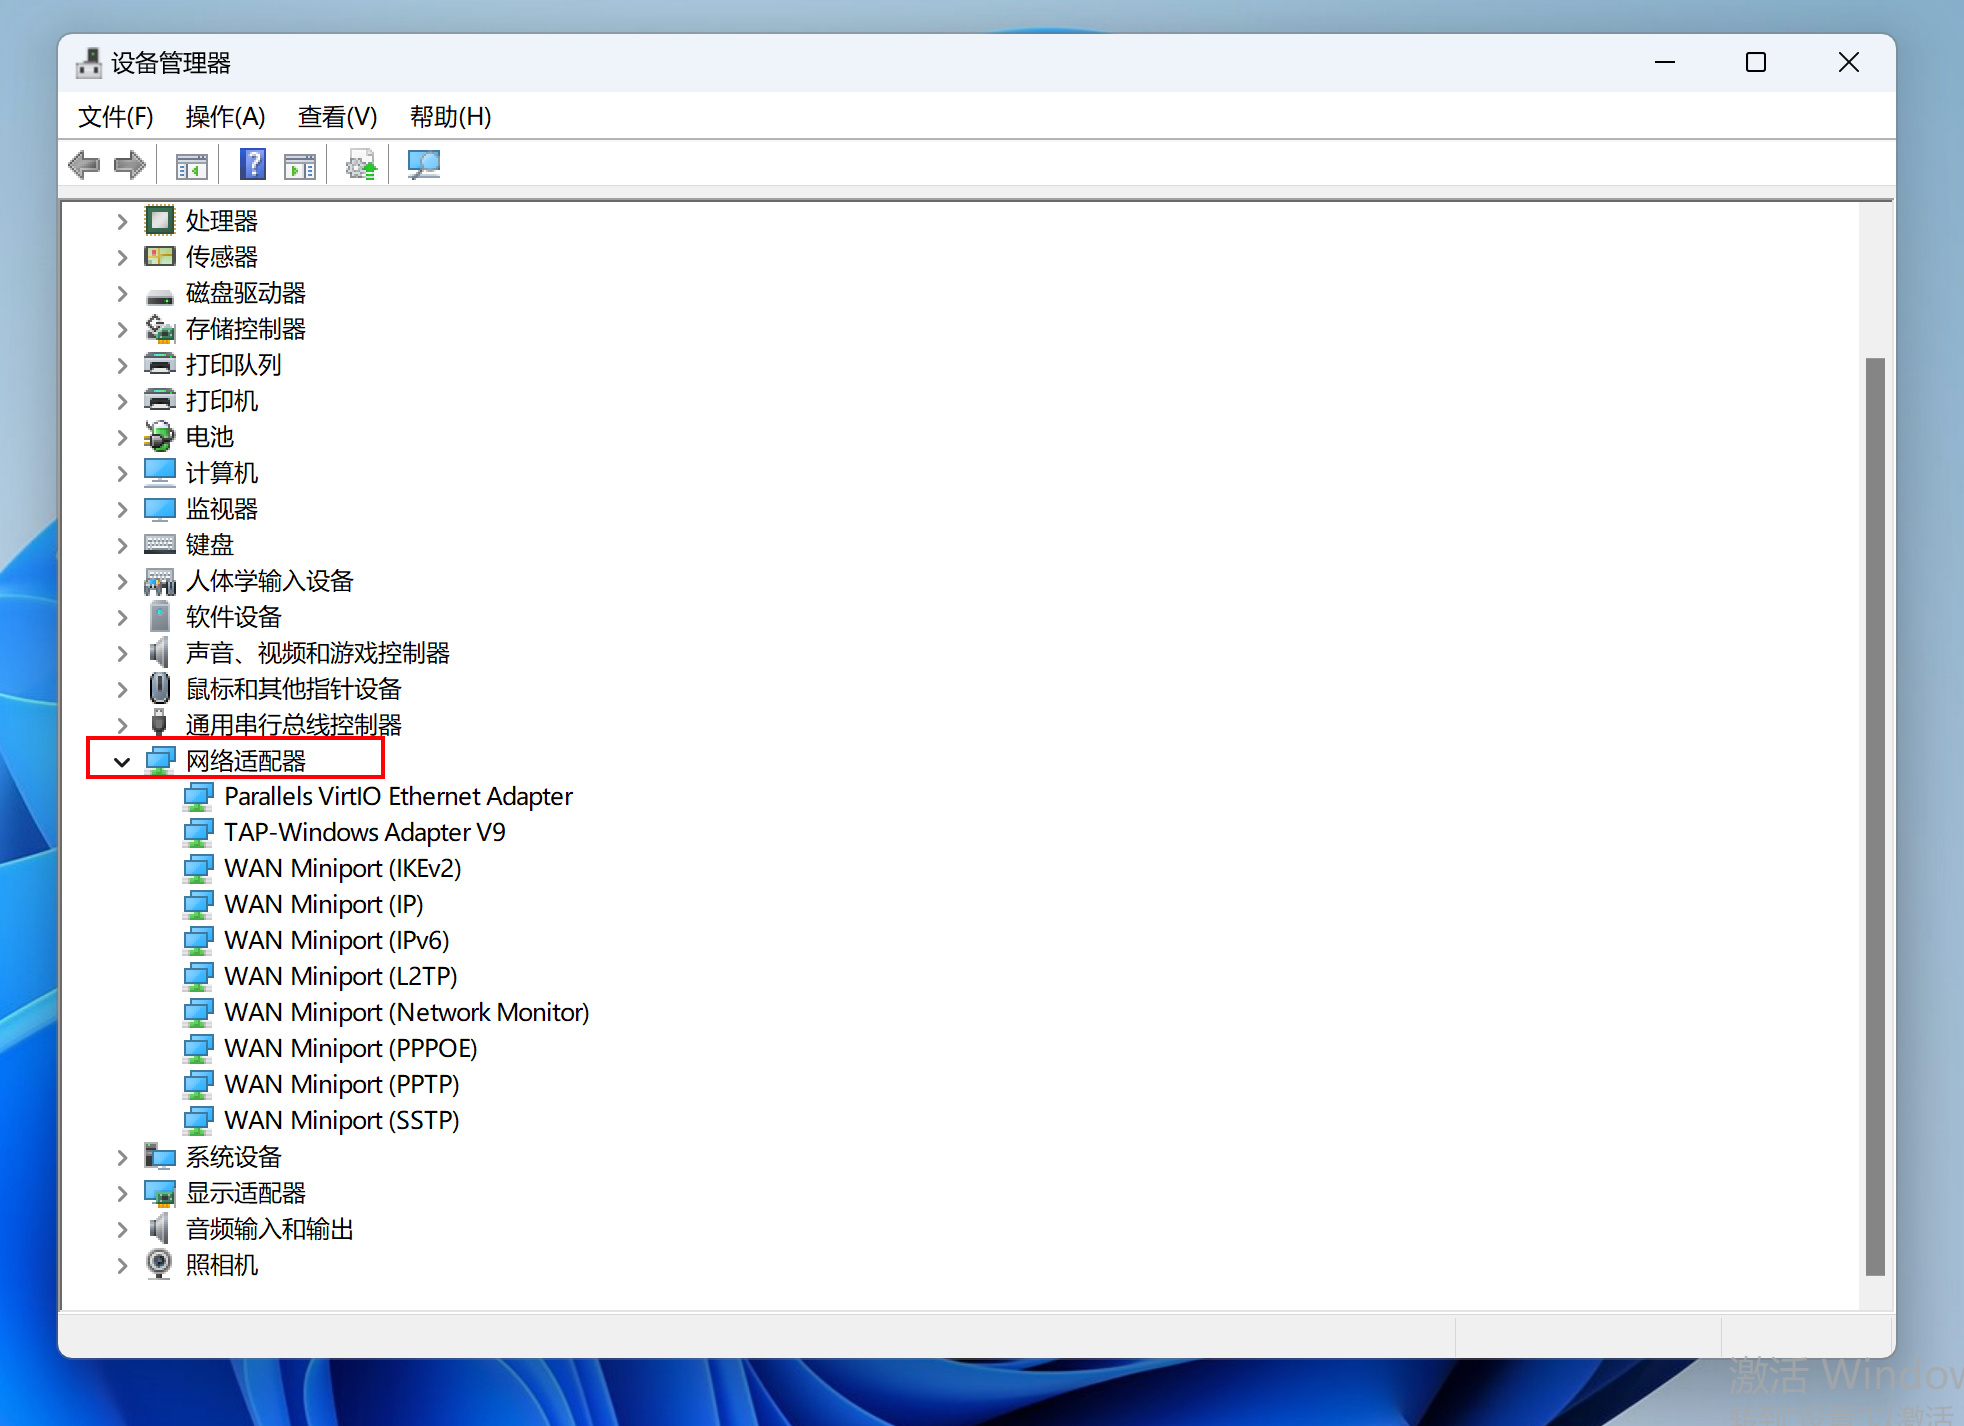 设备管理器
文件(F) 操作(A) 查看(V) 帮助(H)
处理器
传感器
磁盘驱动器
存储控制器
打印队列
打印机
电池
计算机
监视器
键盘
人体学输入设备
软件设备
声音、视频和游戏控制器
鼠标和其他指针设备
通用串行总线控制器
网络适配器
Parallels VirtIO Ethernet Adapter
TAP-Windows Adapter V9
WAN Miniport (IKEv2)
WAN Miniport (IP)
WAN Miniport (IPv6)
WAN Miniport (L2TP)
WAN Miniport (Network Monitor)
WAN Miniport (PPPOE)
WAN Miniport (PPTP)
WAN Miniport (SSTP)
系统设备
显示适配器
音频输入和输出
照相机
激活 Window